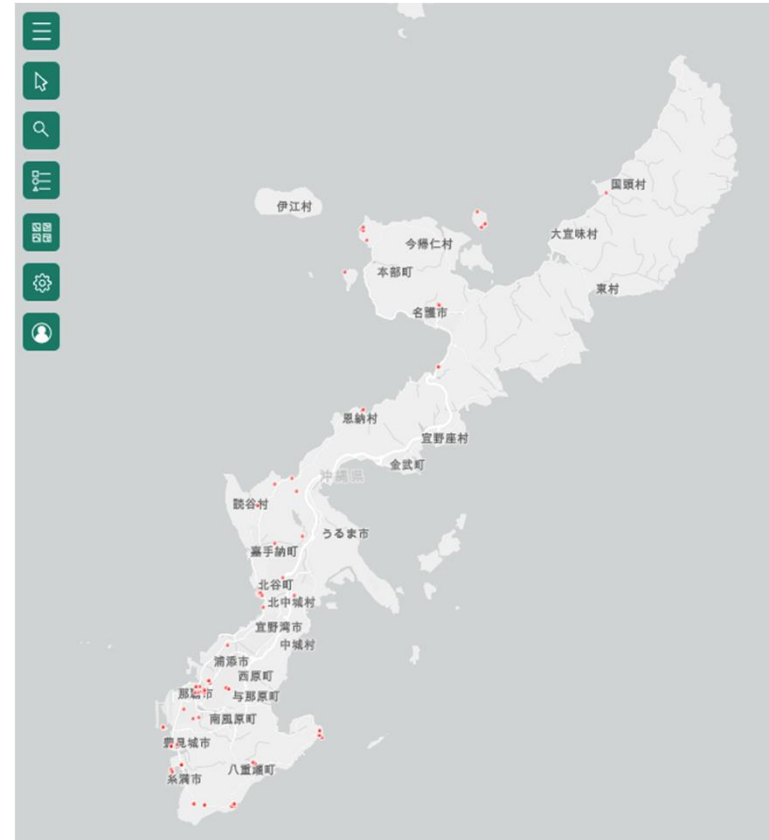 国頭村
伊江村
大宜味村
今帰仁村
本部町
東村
名護市
恩納村
宜野座村
金武町
沖縄県
読谷村
うるま市
嘉手納町
北谷町
北中城村
宜野湾市
中城村
浦添市
西原町
那覇市
与那原町
南風原町
豊見城市
八重瀬町
糸満市